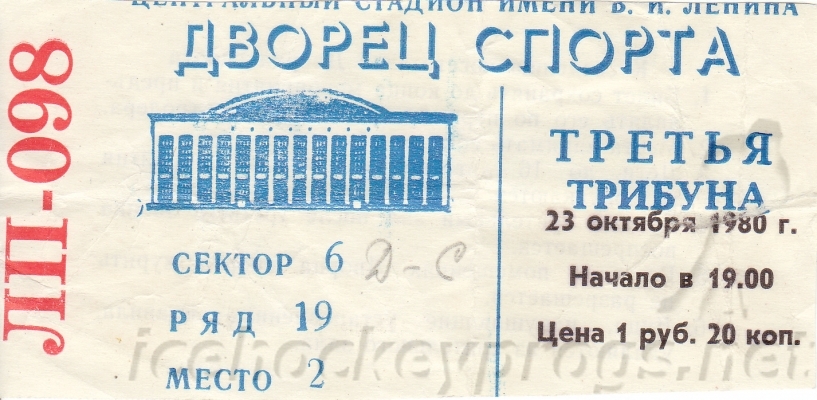 ЦЕНТРАЛЬНЫЙ СТАДИОН ИМЕНИ В. И. ЛЕНИНА
ДВОРЕЦ СПОРТА
ЛП-098
СЕКТОР 6
РЯД 19
МЕСТО 2
Д-С
ТРЕТЬЯ
ТРИБУНА
23 октября 1980 г.
Начало в 19.00
Цена 1 руб. 20 коп.
icehockeyprogs.net